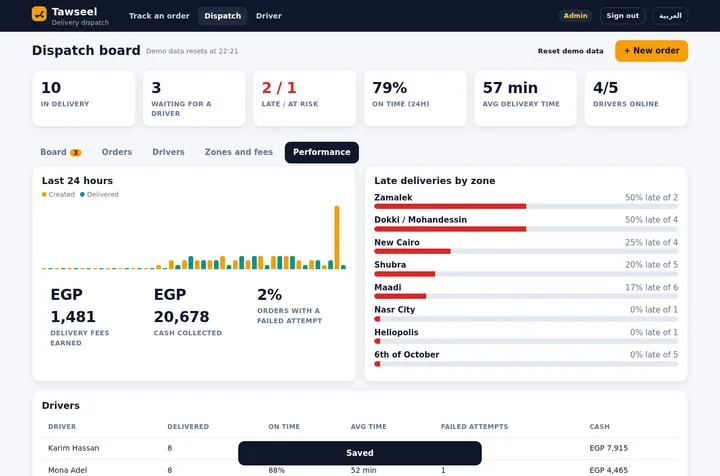 Tawseel
Delivery dispatch
Track an order
Dispatch
Driver
Admin
Sign out
العربية
Dispatch board
Demo data resets at 22:21
Reset demo data
+ New order
10
IN DELIVERY
3
WAITING FOR A
DRIVER
2 / 1
LATE / AT RISK
79%
ON TIME (24H)
57 min
AVG DELIVERY TIME
4/5
DRIVERS ONLINE
Board 3
Orders
Drivers
Zones and fees
Performance
Last 24 hours
Created
Delivered
EGP
1,481
DELIVERY FEES
EARNED
EGP
20,678
CASH COLLECTED
2%
ORDERS WITH A
FAILED ATTEMPT
Late deliveries by zone
Zamalek 50% late of 2
Dokki / Mohandessin 50% late of 4
New Cairo 25% late of 4
Shubra 20% late of 5
Maadi 17% late of 6
Nasr City 0% late of 1
Heliopolis 0% late of 1
6th of October 0% late of 5
Drivers
DRIVER DELIVERED ON TIME AVG TIME FAILED ATTEMPTS CASH
Karim Hassan 8 EGP 7,915
Saved
Mona Adel 8 88% 52 min 1 EGP 4,465